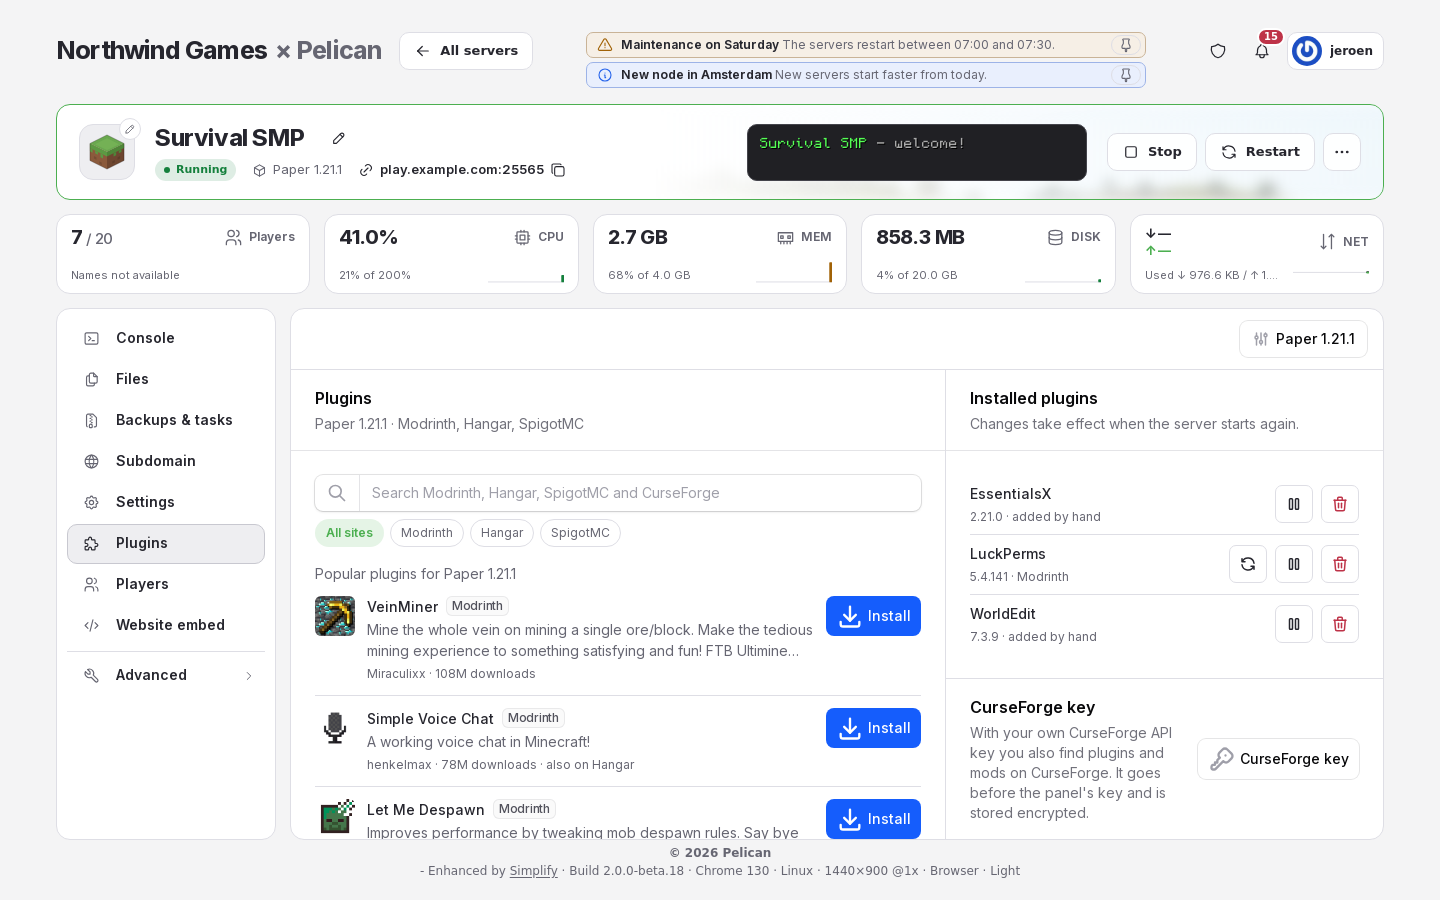 Northwind Games × Pelican
All servers
Maintenance on Saturday The servers restart between 07:00 and 07:30.
New node in Amsterdam New servers start faster from today.
15
jeroen
Survival SMP
Running
Paper 1.21.1
play.example.com:25565
Survival SMP – welcome!
Stop
Restart
7 / 20
Players
Names not available
41.0%
CPU
21% of 200%
2.7 GB
MEM
68% of 4.0 GB
858.3 MB
DISK
4% of 20.0 GB
↓ —
↑ —
NET
Used ↓ 976.6 KB / ↑ 1....
Console
Files
Backups & tasks
Subdomain
Settings
Plugins
Players
Website embed
Advanced
Paper 1.21.1
Plugins
Paper 1.21.1 · Modrinth, Hangar, SpigotMC
Search Modrinth, Hangar, SpigotMC and CurseForge
All sites
Modrinth
Hangar
SpigotMC
Popular plugins for Paper 1.21.1
VeinMiner Modrinth
Mine the whole vein on mining a single ore/block. Make the tedious
mining experience to something satisfying and fun! FTB Ultimine...
Miraculixx · 108M downloads
Install
Simple Voice Chat Modrinth
A working voice chat in Minecraft!
henkelmax · 78M downloads · also on Hangar
Install
Let Me Despawn Modrinth
Improves performance by tweaking mob despawn rules. Say bye
Install
Installed plugins
Changes take effect when the server starts again.
EssentialsX
2.21.0 · added by hand
LuckPerms
5.4.141 · Modrinth
WorldEdit
7.3.9 · added by hand
CurseForge key
With your own CurseForge API
key you also find plugins and
mods on CurseForge. It goes
before the panel's key and is
stored encrypted.
CurseForge key
© 2026 Pelican
- Enhanced by Simplify · Build 2.0.0-beta.18 · Chrome 130 · Linux · 1440×900 @1x · Browser · Light